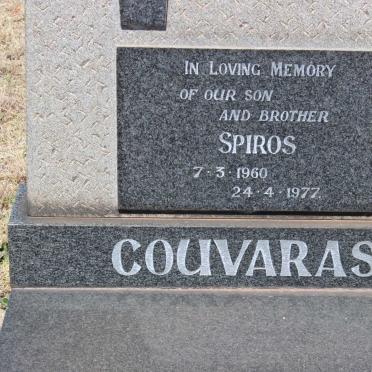 In Loving Memory
OF OUR SON
AND BROTHER
SPIROS
7·3·1960
24·4·1977
COUVARAS